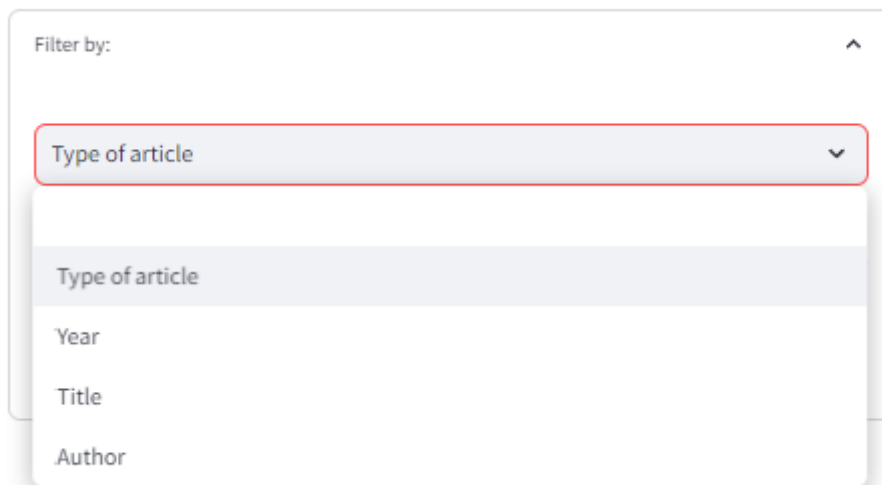 Filter by:
Type of article
Type of article
Year
Title
Author